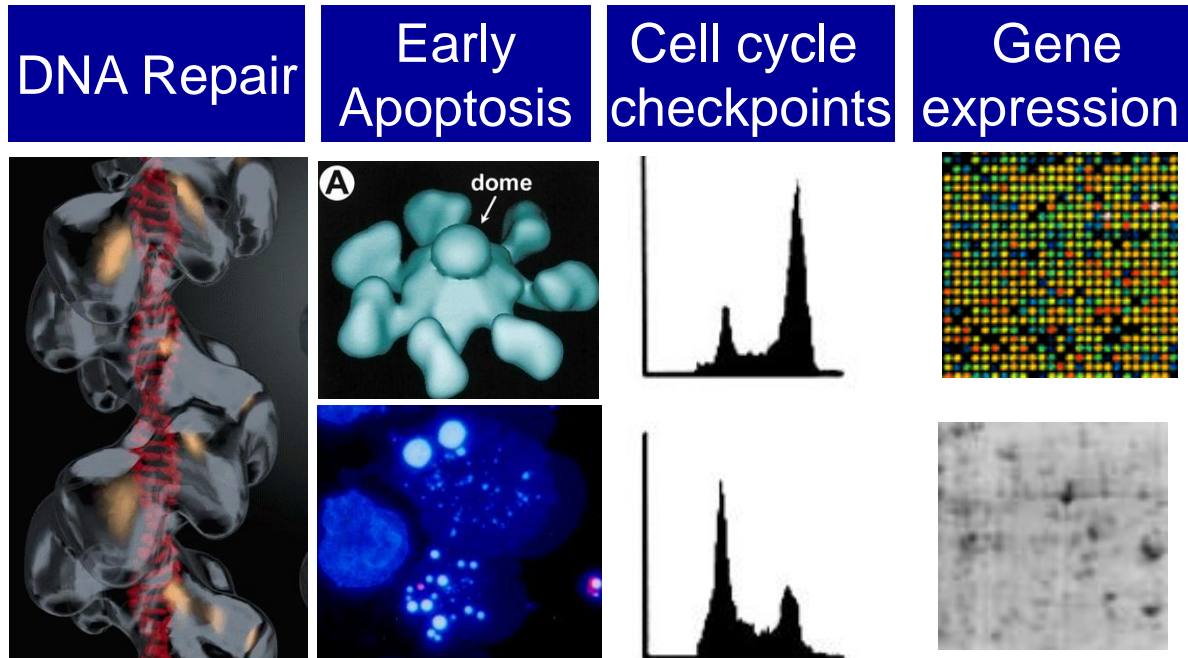 DNA Repair
Early
Apoptosis
Cell cycle
checkpoints
Gene
expression
A
dome